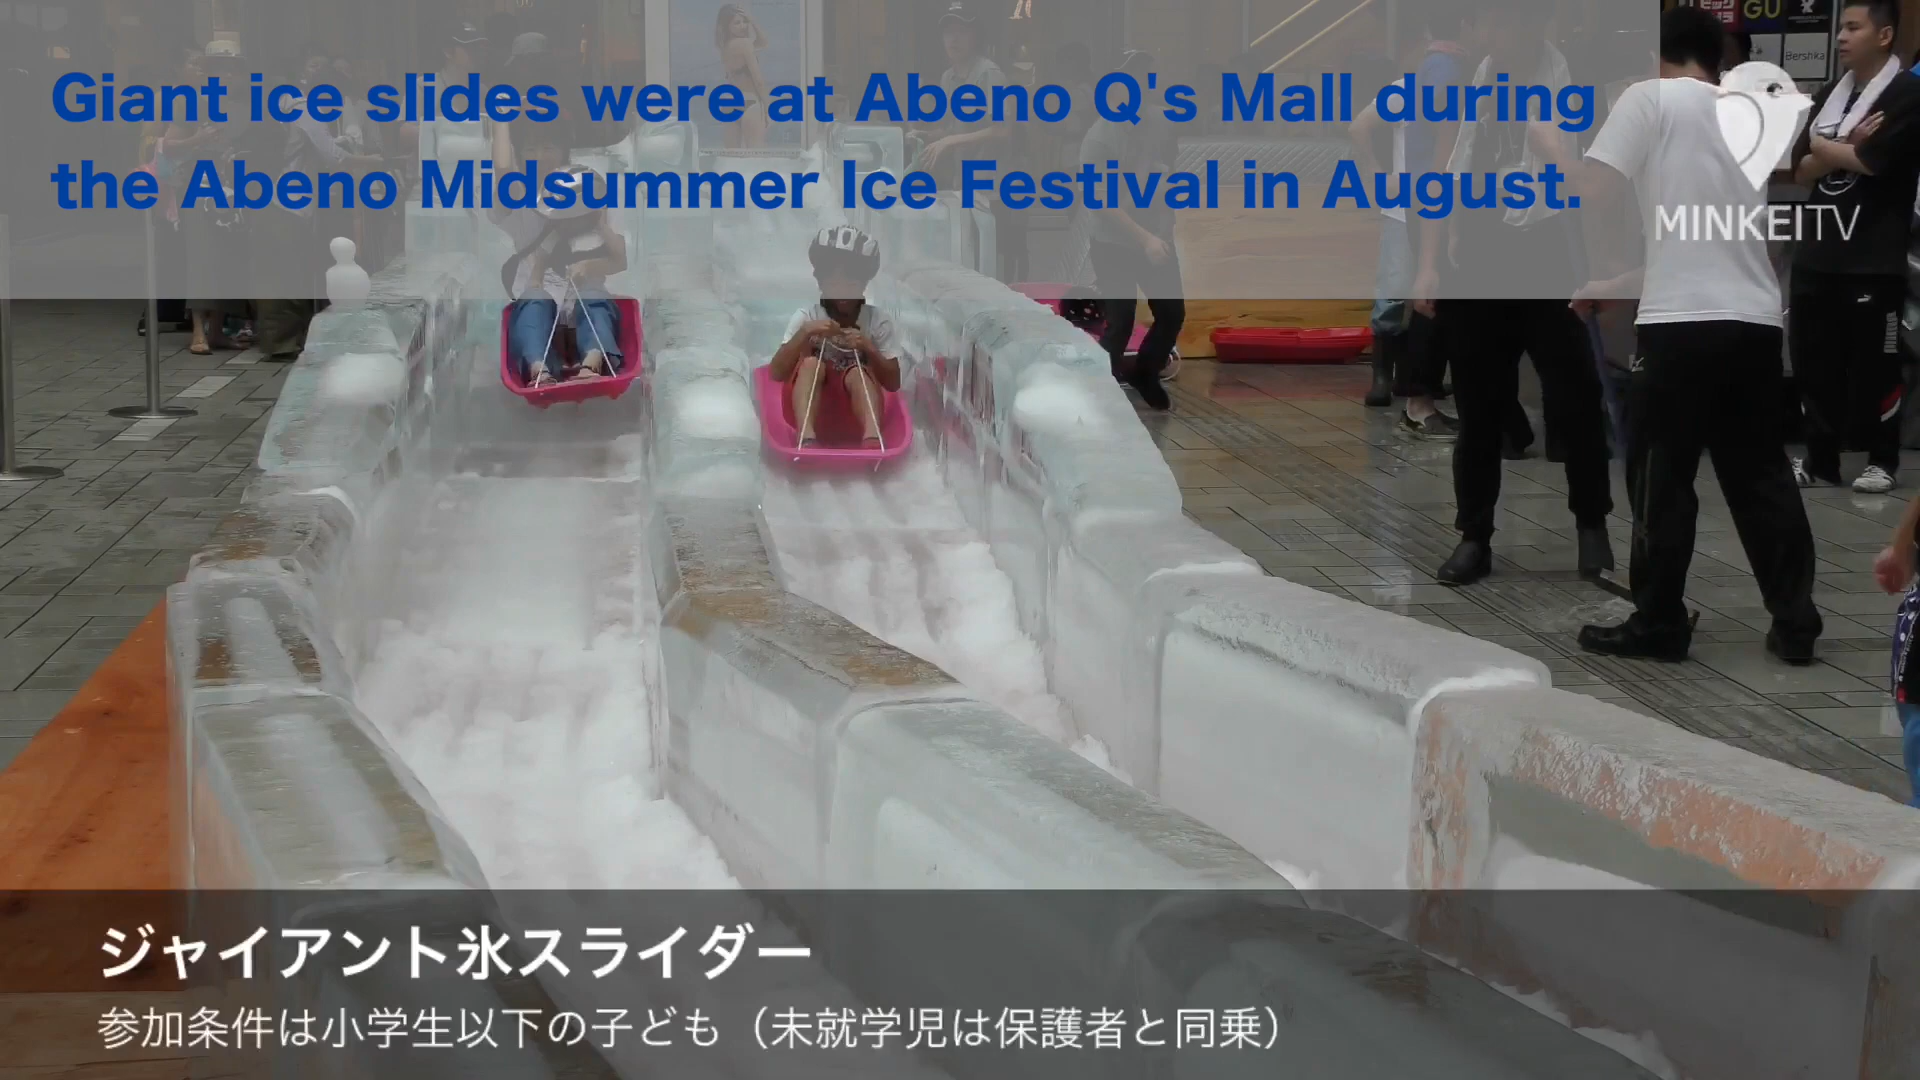 Giant ice slides were at Abeno Q's Mall during
the Abeno Midsummer Ice Festival in August.
GU
Bershka
MINKEITV
ジャイアント氷スライダー
参加条件は小学生以下の子ども（未就学児は保護者と同乗）